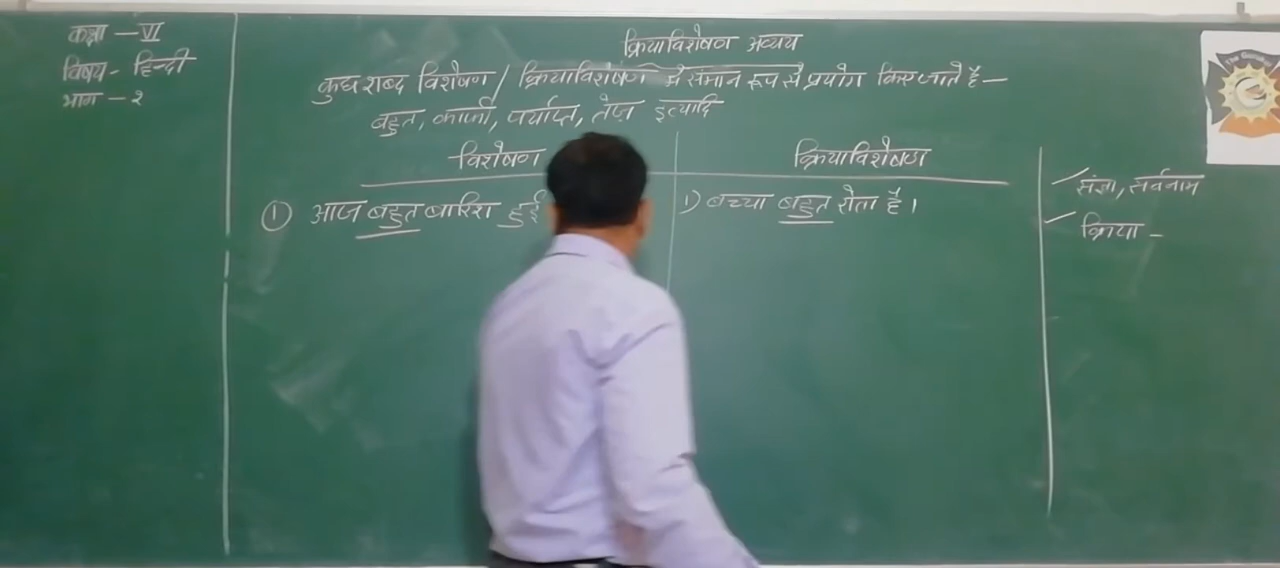 कक्षा – VI
विषय - हिन्दी
भाग – २
क्रियाविशेषण अव्यय
कुछ शब्द विशेषण / क्रियाविशेषण में समान रूप से प्रयोग किए जाते हैं –
बहुत, काफी, पर्याप्त, तेज़ इत्यादि
विशेषण
क्रियाविशेषण
① आज बहुत बारिश हुई
1) बच्चा बहुत रोता है।
संज्ञा, सर्वनाम
क्रिया -